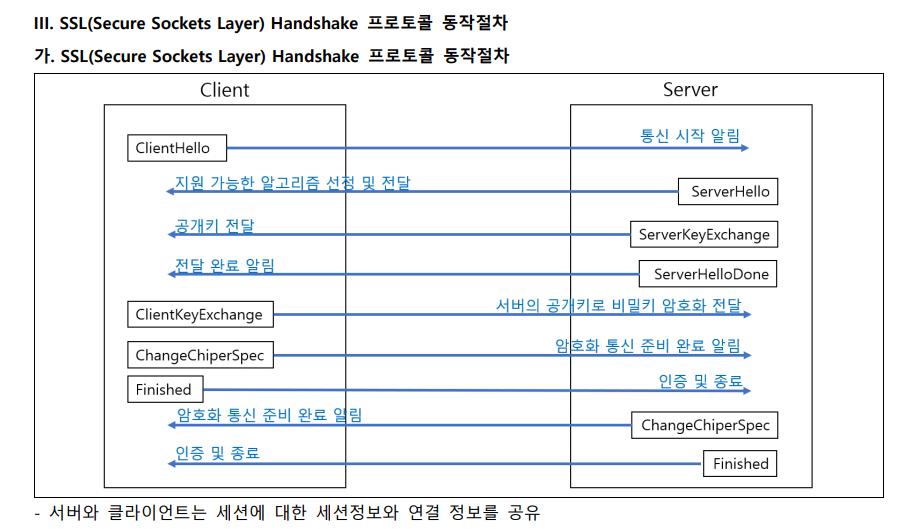 III. SSL(Secure Sockets Layer) Handshake 프로토콜 동작절차
가. SSL(Secure Sockets Layer) Handshake 프로토콜 동작절차
Client
Server
ClientHello
통신 시작 알림
지원 가능한 알고리즘 선정 및 전달
ServerHello
공개키 전달
ServerKeyExchange
전달 완료 알림
ServerHelloDone
ClientKeyExchange
서버의 공개키로 비밀키 암호화 전달
ChangeChiperSpec
암호화 통신 준비 완료 알림
Finished
인증 및 종료
암호화 통신 준비 완료 알림
ChangeChiperSpec
인증 및 종료
Finished
- 서버와 클라이언트는 세션에 대한 세션정보와 연결 정보를 공유